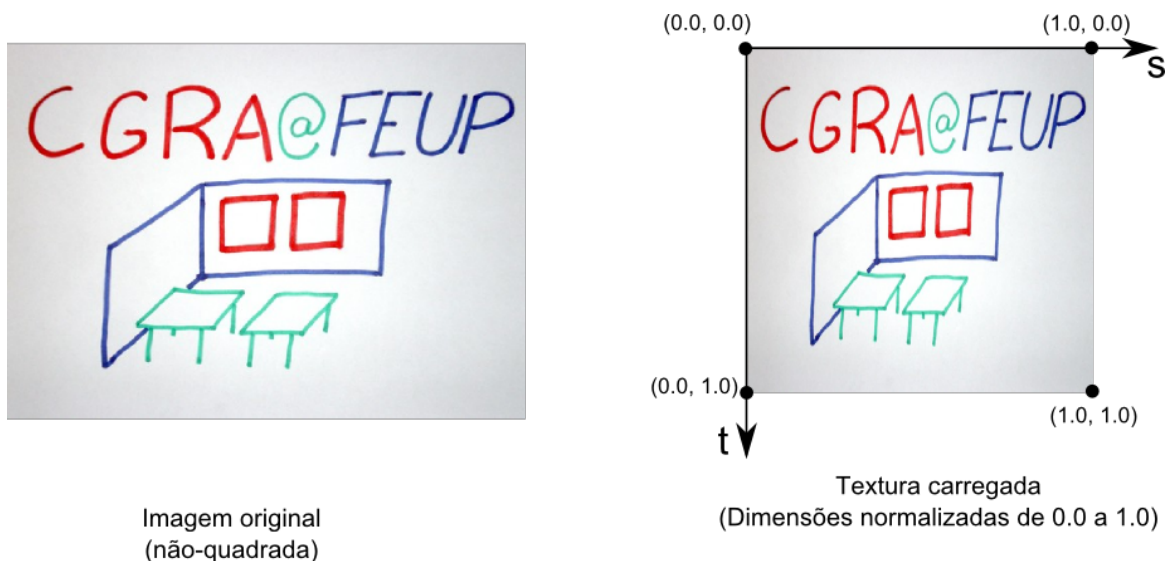 CGRA@FEUP
Imagem original
(não-quadrada)
(0.0, 0.0)
(1.0, 0.0)
s
CGRA@FEUP
(0.0, 1.0)
(1.0, 1.0)
t
Textura carregada
(Dimensões normalizadas de 0.0 a 1.0)